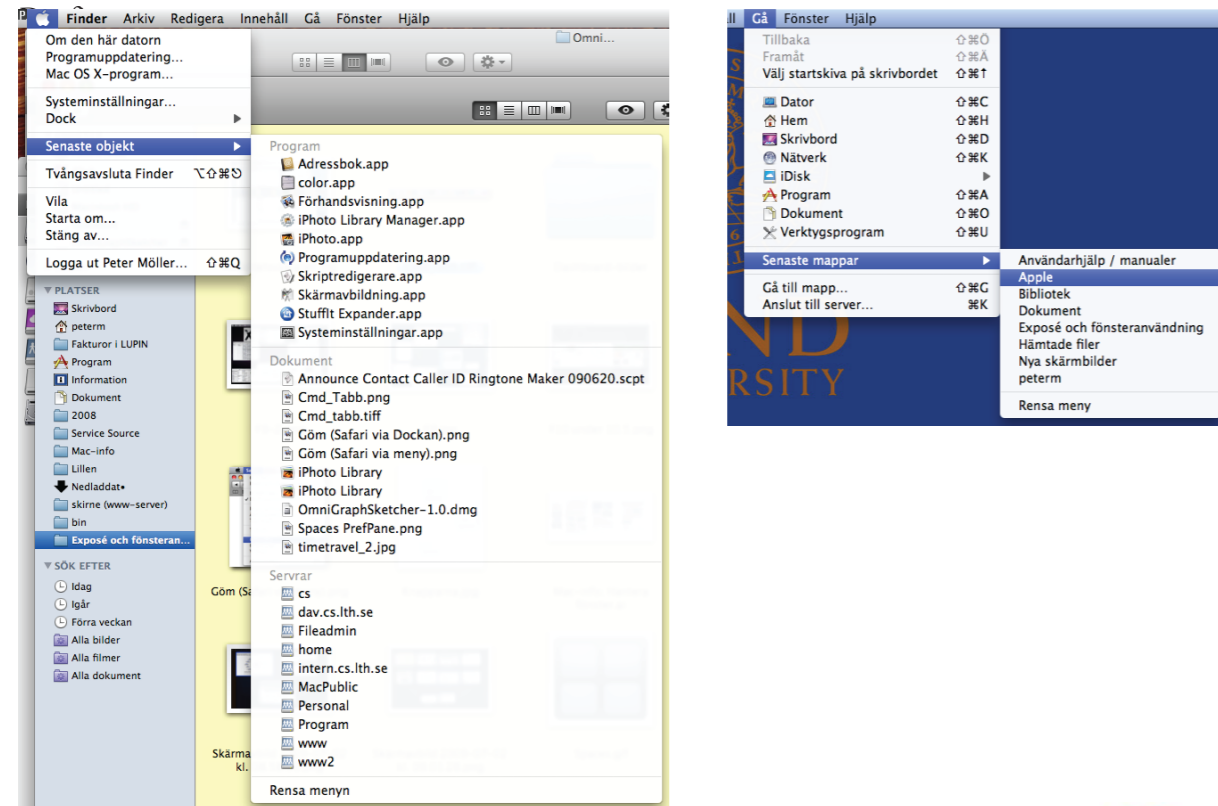 Finder Arkiv Redigera Innehåll Gå Fönster Hjälp
Om den här datorn
Programuppdatering...
Mac OS X-program...
Systeminställningar...
Dock
Senaste objekt
Tvångsavsluta Finder ⌥⇧⌘⎋
Vila
Starta om...
Stäng av...
Logga ut Peter Möller... ⇧⌘Q
Omni...
PLATSER
Skrivbord
peterm
Fakturor i LUPIN
Program
Information
Dokument
2008
Service Source
Mac-info
Lillen
Nedladdat•
skirne (www-server)
bin
Exposé och fönsteran...
SÖK EFTER
Idag
Igår
Förra veckan
Alla bilder
Alla filmer
Alla dokument
Göm (Sa
Skärma
kl.
Program
Adressbok.app
color.app
Förhandsvisning.app
iPhoto Library Manager.app
iPhoto.app
Programuppdatering.app
Skriptredigerare.app
Skärmavbildning.app
StuffIt Expander.app
Systeminställningar.app
Dokument
Announce Contact Caller ID Ringtone Maker 090620.scpt
Cmd_Tabb.png
Cmd_tabb.tiff
Göm (Safari via Dockan).png
Göm (Safari via meny).png
iPhoto Library
iPhoto Library
OmniGraphSketcher-1.0.dmg
Spaces PrefPane.png
timetravel_2.jpg
Servrar
cs
dav.cs.lth.se
Fileadmin
home
intern.cs.lth.se
MacPublic
Personal
Program
www
www2
Rensa menyn
ll Gå Fönster Hjälp
Tillbaka ⇧⌘Ö
Framåt ⇧⌘Ä
Välj startskiva på skrivbordet ⇧⌘↑
Dator ⇧⌘C
Hem ⇧⌘H
Skrivbord ⇧⌘D
Nätverk ⇧⌘K
iDisk
Program ⇧⌘A
Dokument ⇧⌘O
Verktygsprogram ⇧⌘U
Senaste mappar
Gå till mapp... ⇧⌘G
Anslut till server... ⌘K
Användarhjälp / manualer
Apple
Bibliotek
Dokument
Exposé och fönsteranvändning
Hämtade filer
Nya skärmbilder
peterm
Rensa meny
ND
RSITY